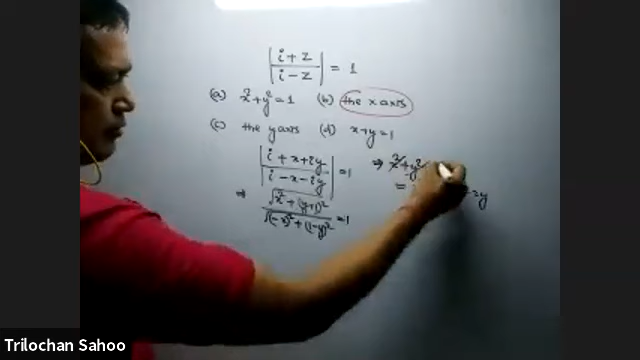 |i + z / i - z| = 1
(a) x² + y² = 1 (b) the x axis
(c) the y axis (d) x + y = 1
|i + x + iy / i - x - iy| = 1 ⇒ x² + y²
⇒ √x² + (y+1)² / √(-x)² + (1-y)² = 1 = -2y
Trilochan Sahoo